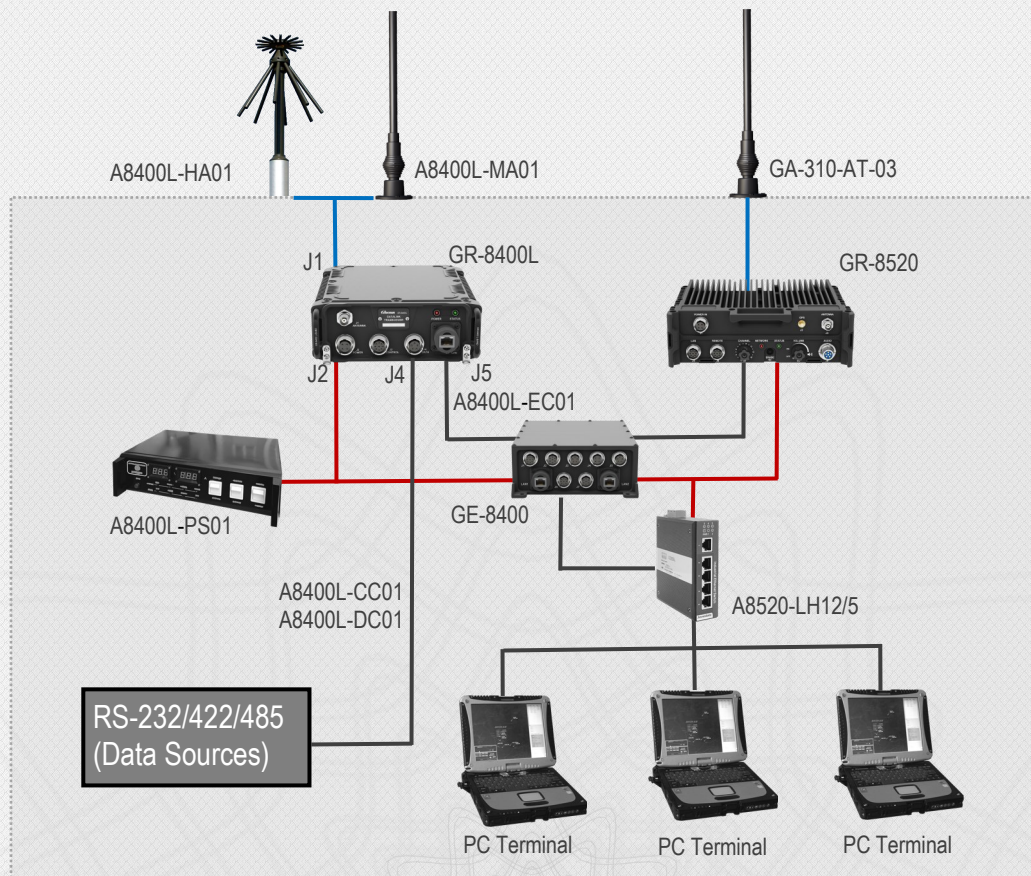 A8400L-HA01
A8400L-MA01
GA-310-AT-03
J1
GR-8400L
GR-8520
POWER
STATUS
J2
J4
J5
A8400L-EC01
GE-8400
A8400L-PS01
A8520-LH12/5
A8400L-CC01
A8400L-DC01
RS-232/422/485
(Data Sources)
PC Terminal
PC Terminal
PC Terminal